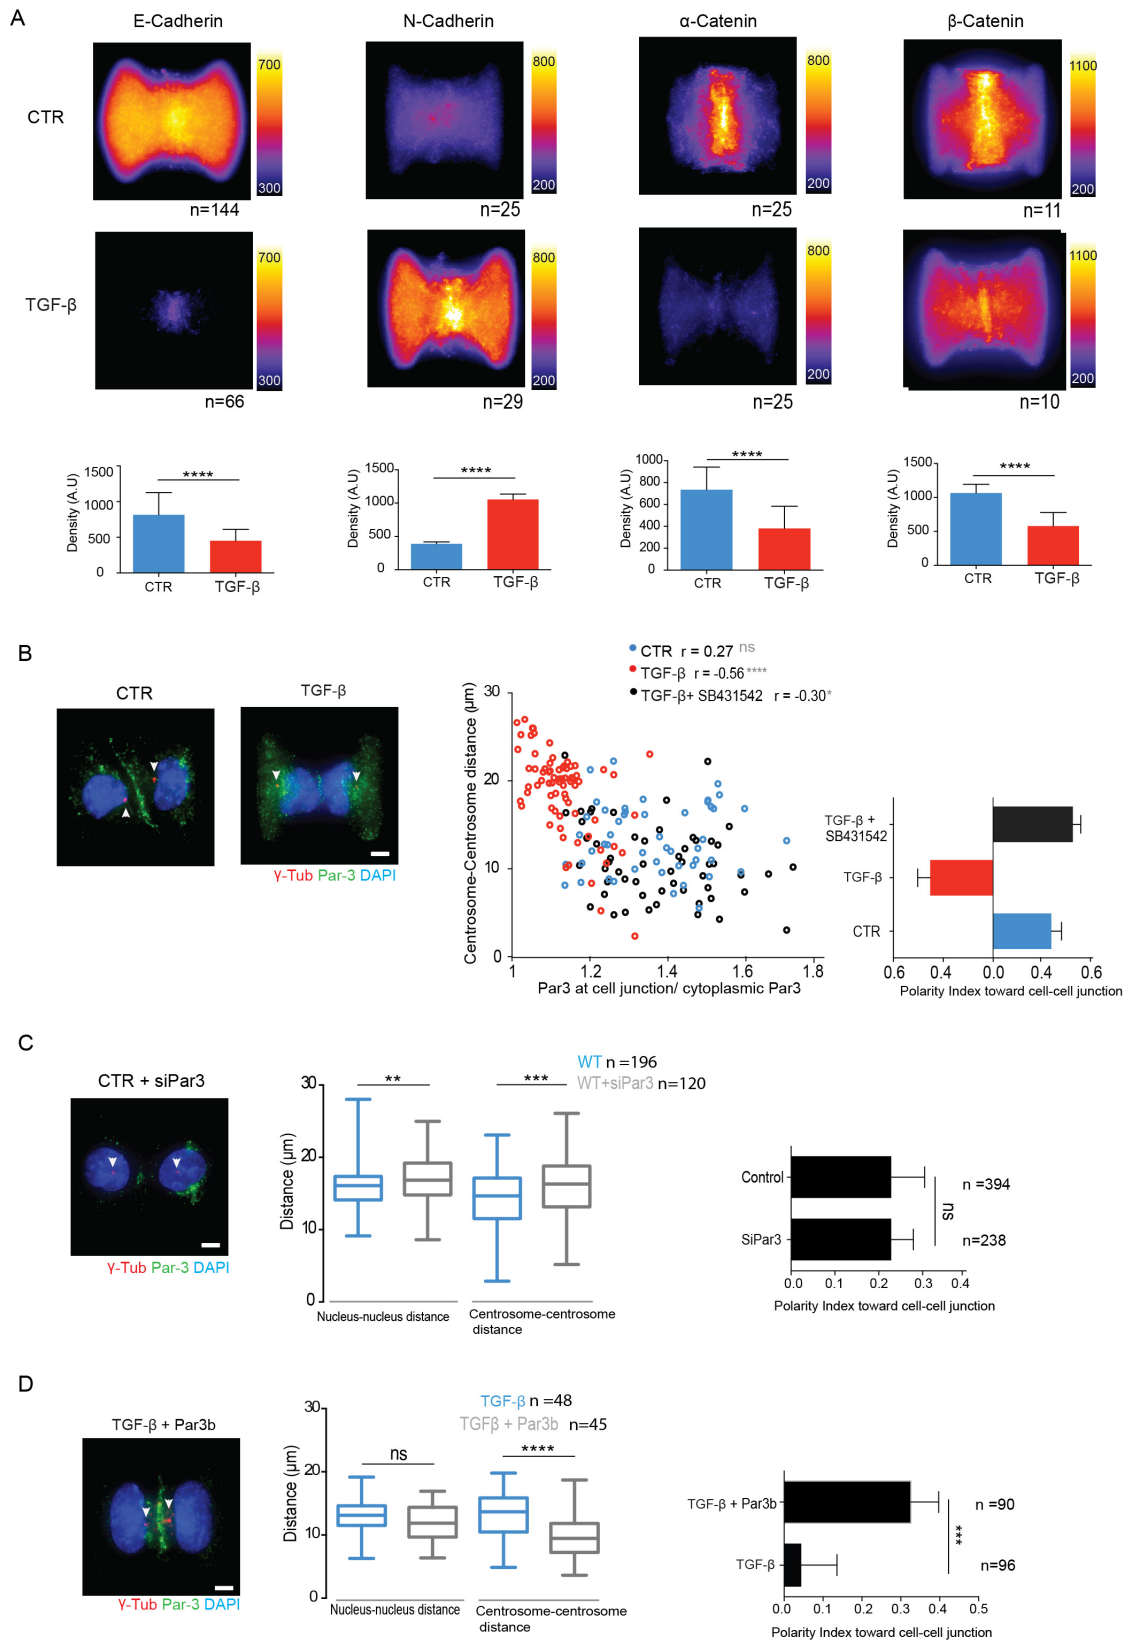 A
E-Cadherin
N-Cadherin
α-Catenin
β-Catenin
CTR
700
300
n=144
800
200
n=25
800
200
n=25
1100
200
n=11
TGF-β
700
300
n=66
800
200
n=29
800
200
n=25
1100
200
n=10
Density (A.U)
1500
1000
500
0
****
CTR
TGF-β
Density (A.U)
1500
1000
500
0
****
CTR
TGF-β
Density (A.U)
1000
800
600
400
200
0
****
CTR
TGF-β
Density (A.U)
1500
1000
500
0
****
CTR
TGF-β
B
CTR
TGF-β
γ-Tub Par-3 DAPI
CTR r = 0.27 ns
TGF-β r = -0.56 ****
TGF-β+ SB431542 r = -0.30 *
Centrosome-Centrosome distance (µm)
30
20
10
0
1
1.2
1.4
1.6
1.8
Par3 at cell junction/ cytoplasmic Par3
TGF-β +
SB431542
TGF-β
CTR
0.6 0.4 0.0 0.4 0.6
Polarity Index toward cell-cell junction
C
CTR + siPar3
γ-Tub Par-3 DAPI
WT n =196
WT+siPar3 n=120
Distance (µm)
30
20
10
0
**
***
Nucleus-nucleus distance
Centrosome-centrosome
distance
Control
SiPar3
n =394
ns
n=238
0.0 0.1 0.2 0.3 0.4
Polarity Index toward cell-cell junction
D
TGF-β + Par3b
γ-Tub Par-3 DAPI
TGF-β n =48
TGFβ + Par3b n=45
Distance (µm)
30
20
10
0
ns
****
Nucleus-nucleus distance
Centrosome-centrosome
distance
TGF-β + Par3b
TGF-β
n =90
***
n=96
0.0 0.1 0.2 0.3 0.4 0.5
Polarity Index toward cell-cell junction